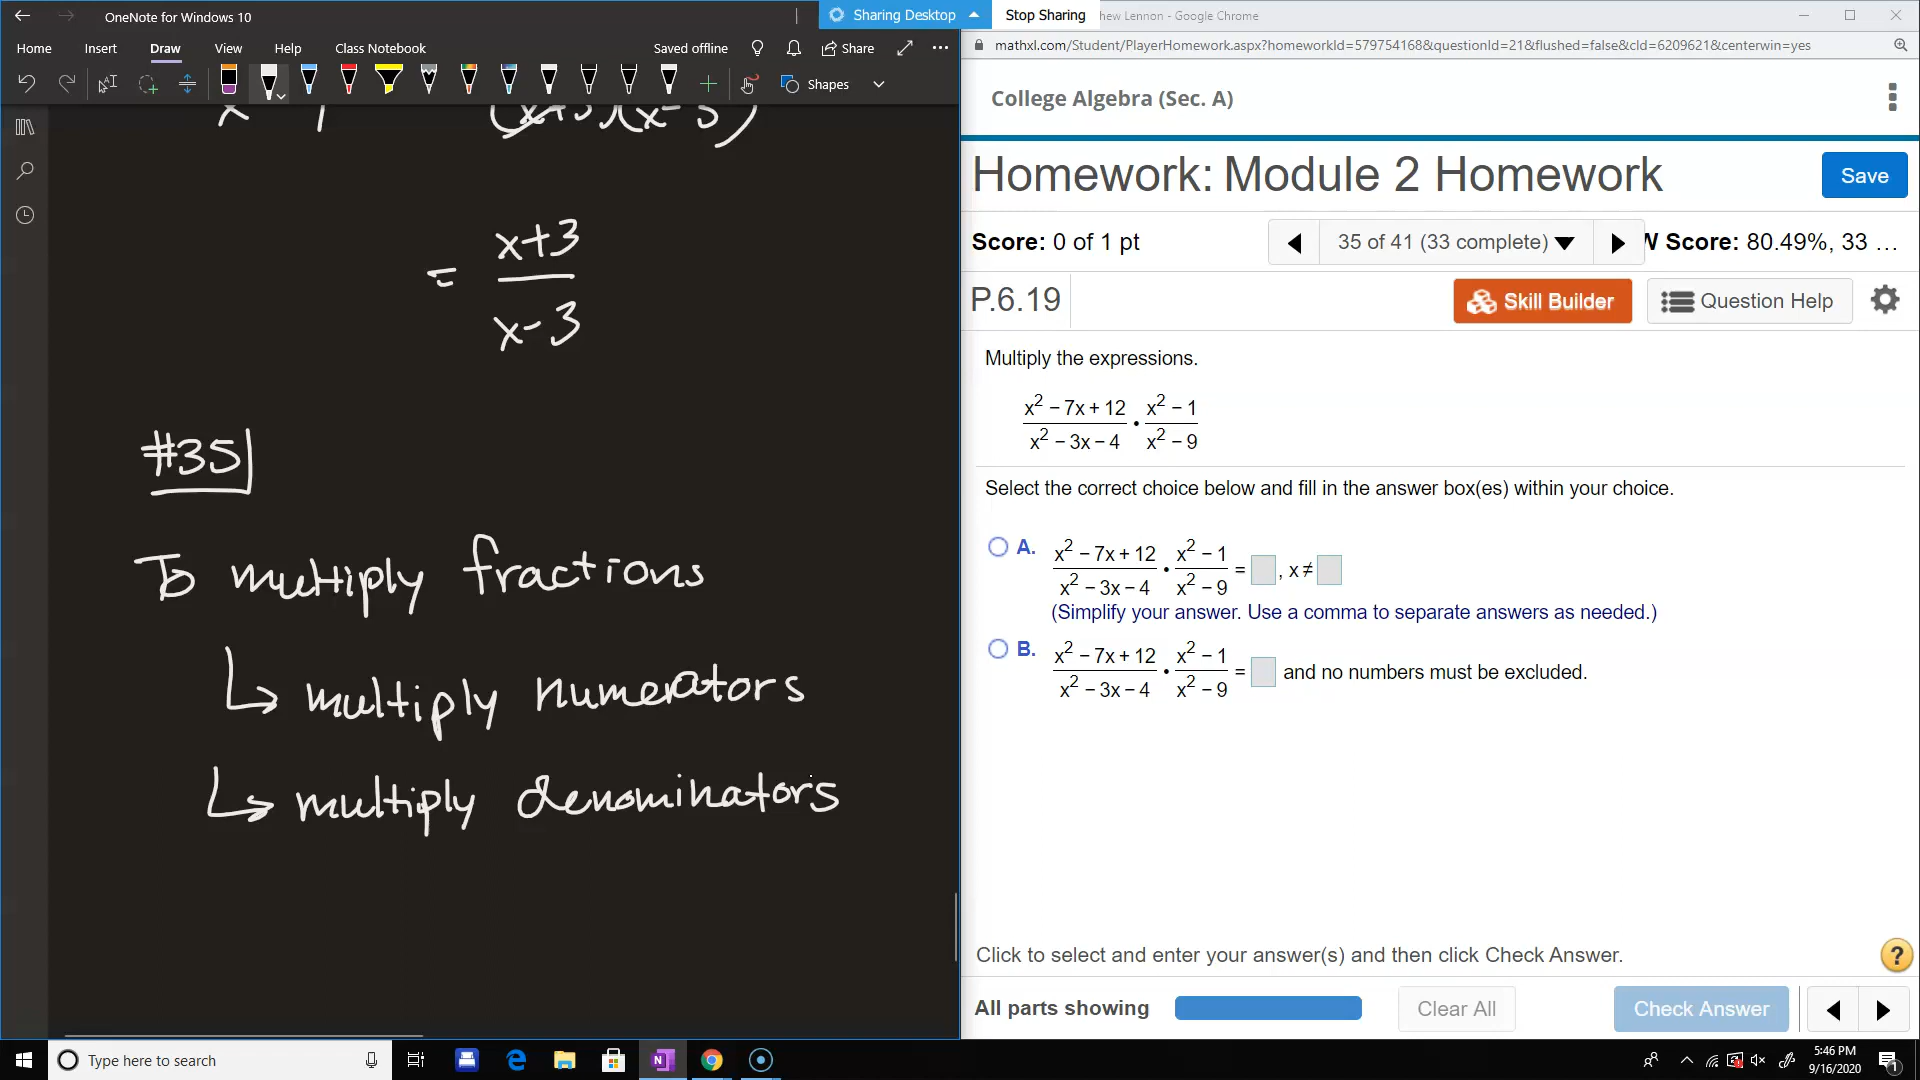 OneNote for Windows 10
Sharing Desktop
Stop Sharing
hew Lennon - Google Chrome
Home Insert Draw View Help Class Notebook Saved offline Share
mathxl.com/Student/PlayerHomework.aspx?homeworkId=579754168&questionId=21&flushed=false&cId=6209621&centerwin=yes
Shapes
= x+3
x-3
#35
To multiply fractions
↳ multiply numerators
↳ multiply denominators
College Algebra (Sec. A)
Homework: Module 2 Homework
Save
Score: 0 of 1 pt
35 of 41 (33 complete)
W Score: 80.49%, 33 ...
P.6.19
Skill Builder
Question Help
Multiply the expressions.
x² − 7x + 12 x² − 1
•
x² − 3x − 4 x² − 9
Select the correct choice below and fill in the answer box(es) within your choice.
A.
x² − 7x + 12 x² − 1
• = , x ≠
x² − 3x − 4 x² − 9
(Simplify your answer. Use a comma to separate answers as needed.)
B.
x² − 7x + 12 x² − 1
• = and no numbers must be excluded.
x² − 3x − 4 x² − 9
Click to select and enter your answer(s) and then click Check Answer.
?
All parts showing
Clear All
Check Answer
Type here to search
5:46 PM
9/16/2020
1